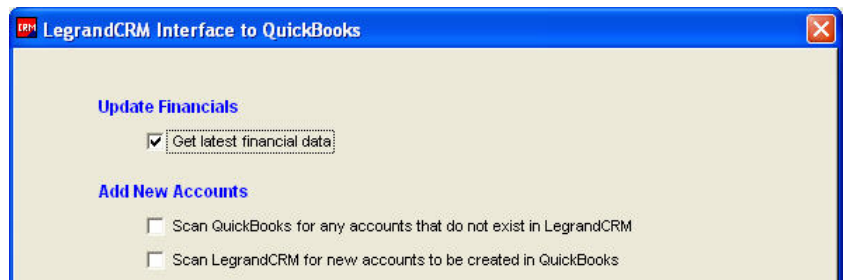 CRM LegrandCRM Interface to QuickBooks
Update Financials
Get latest financial data
Add New Accounts
Scan QuickBooks for any accounts that do not exist in LegrandCRM
Scan LegrandCRM for new accounts to be created in QuickBooks